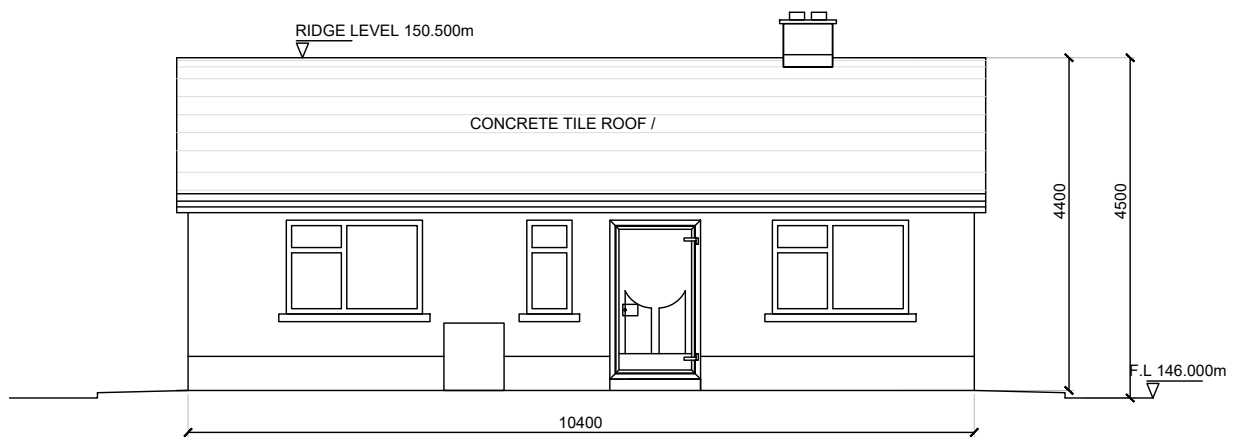 RIDGE LEVEL 150.500m
CONCRETE TILE ROOF /
4400
4500
F.L 146.000m
10400